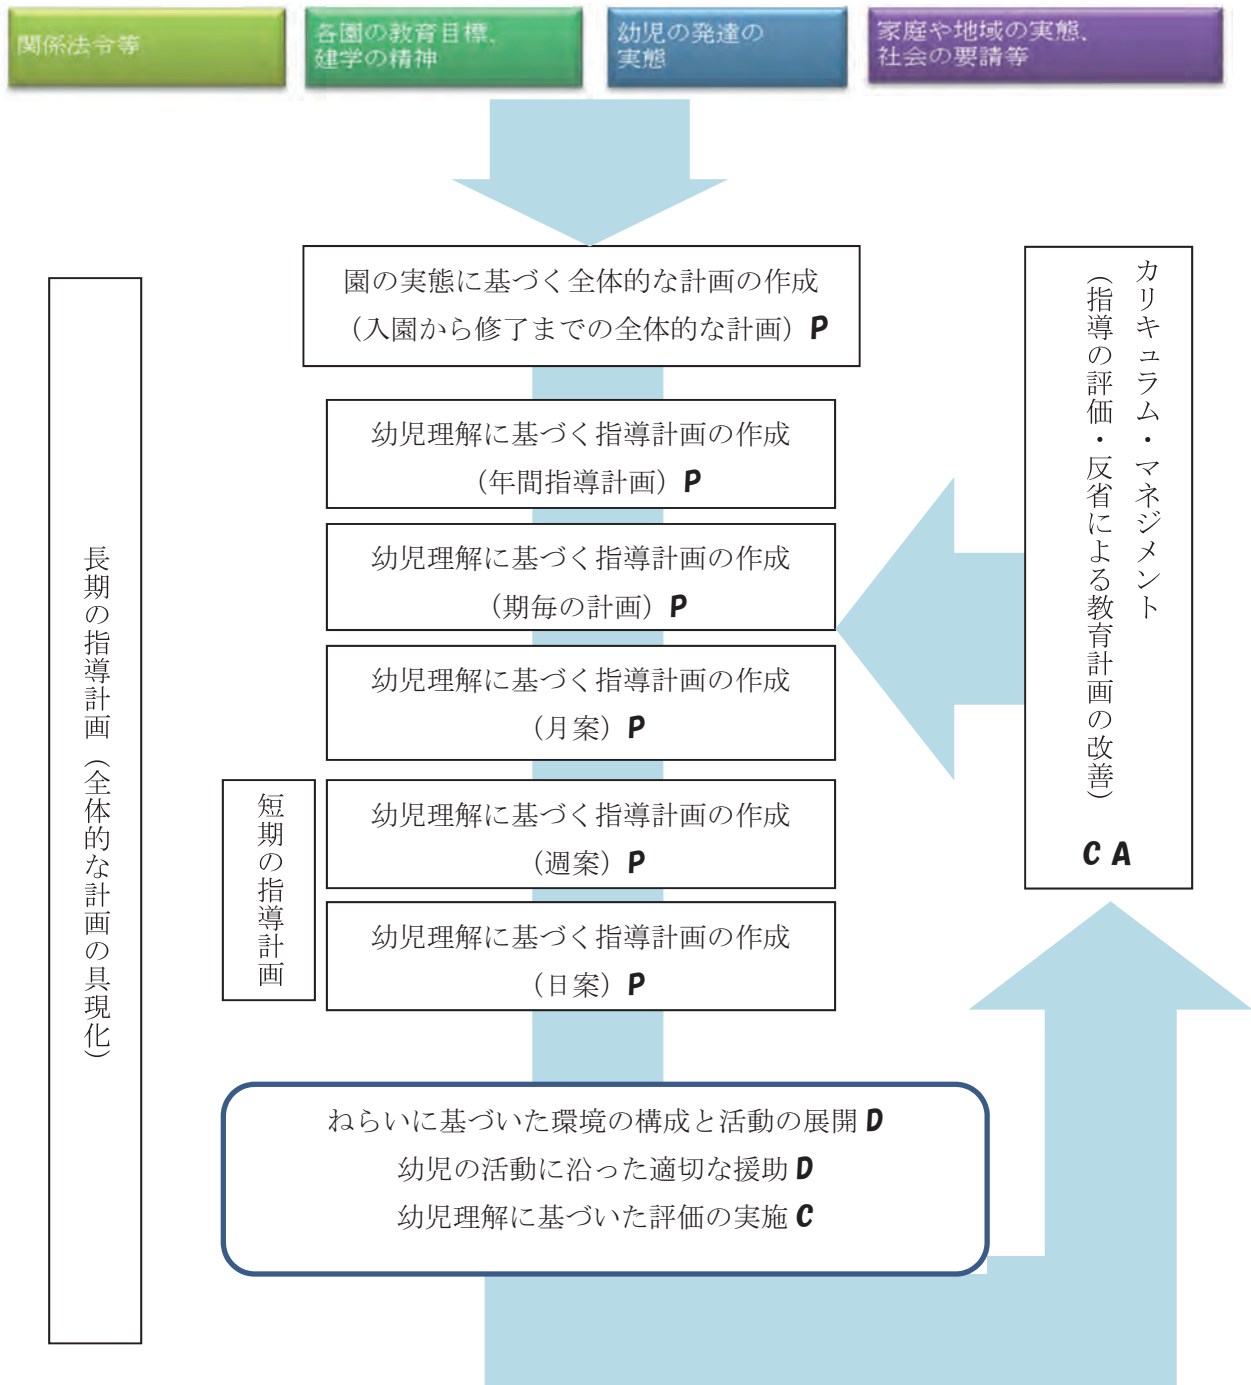 関係法令等
各園の教育目標、
建学の精神
幼児の発達の
実態
家庭や地域の実態、
社会の要請等
園の実態に基づく全体的な計画の作成
（入園から修了までの全体的な計画）P
幼児理解に基づく指導計画の作成
（年間指導計画）P
幼児理解に基づく指導計画の作成
（期毎の計画）P
幼児理解に基づく指導計画の作成
（月案）P
幼児理解に基づく指導計画の作成
（週案）P
幼児理解に基づく指導計画の作成
（日案）P
長期の指導計画（全体的な計画の具現化）
短期の指導計画
カリキュラム・マネジメント
（指導の評価・反省による教育計画の改善）
C A
ねらいに基づいた環境の構成と活動の展開 D
幼児の活動に沿った適切な援助 D
幼児理解に基づいた評価の実施 C